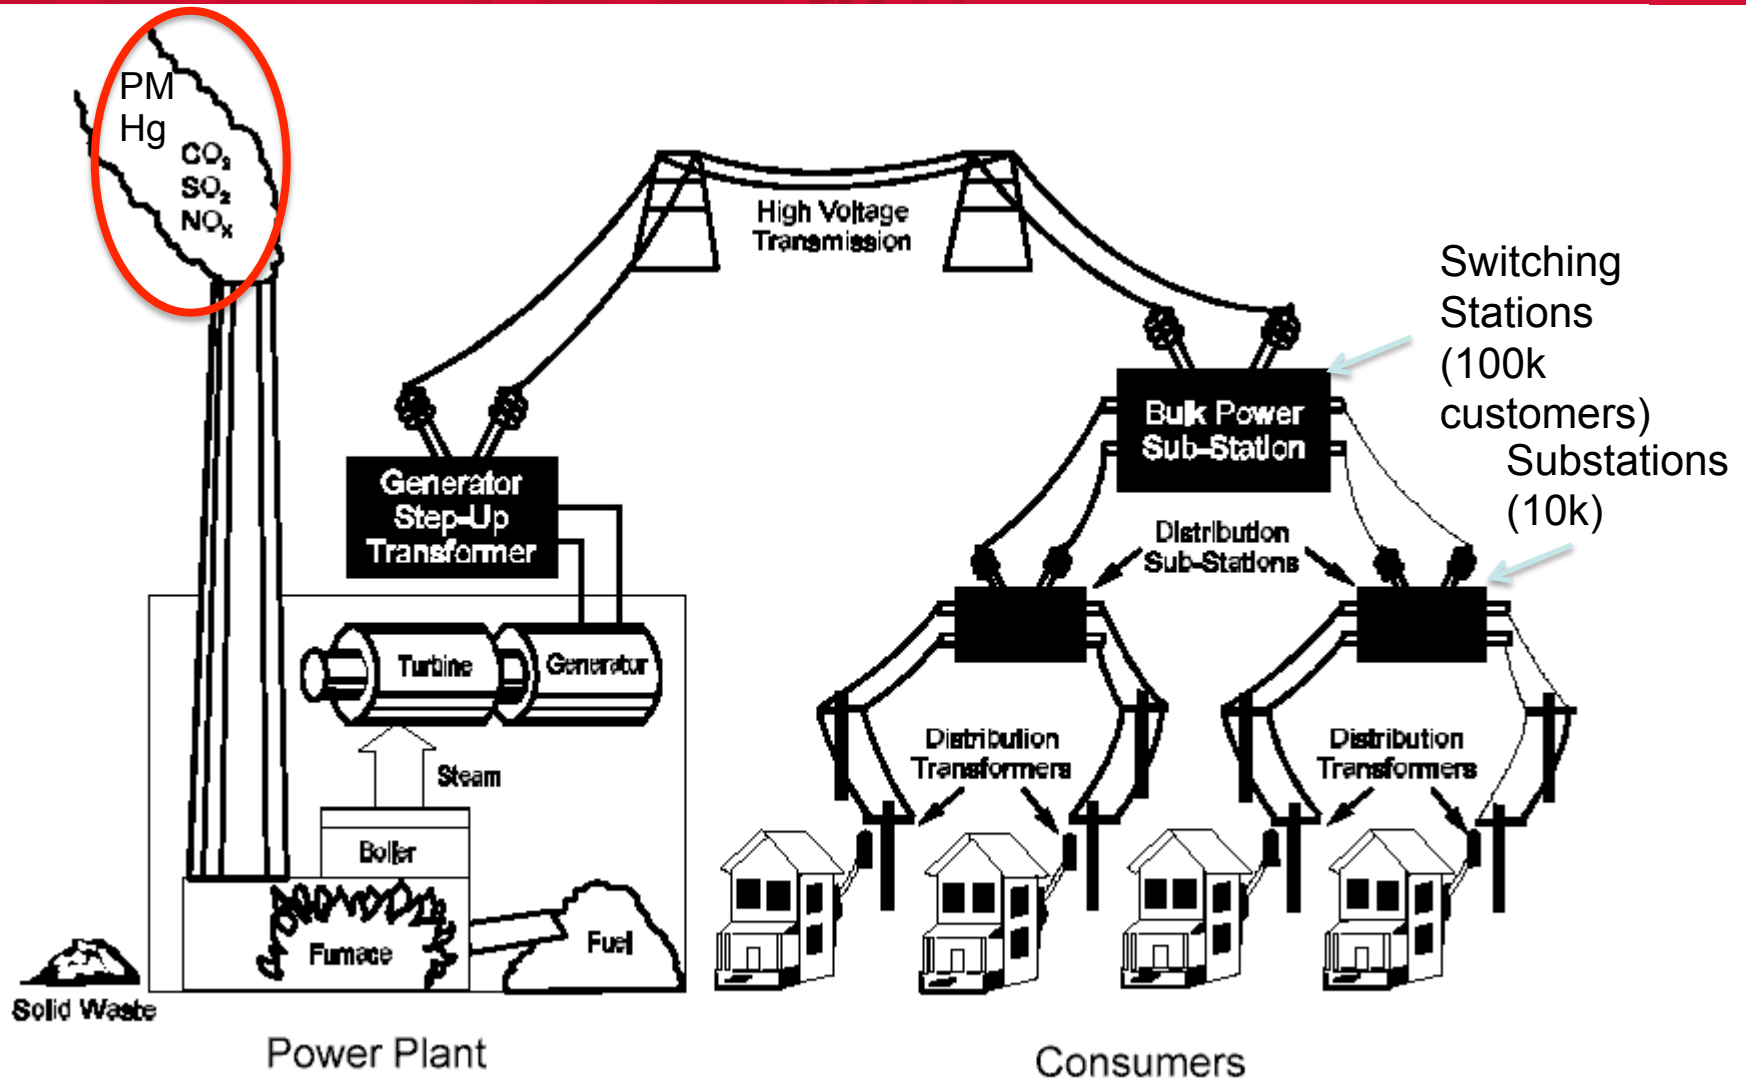 PM
Hg
CO₂
SO₂
NOₓ
High Voltage
Transmission
Switching
Stations
(100k
customers)
Substations
(10k)
Bulk Power
Sub-Station
Generator
Step-Up
Transformer
Distribution
Sub-Stations
Turbine
Generator
Steam
Distribution
Transformers
Distribution
Transformers
Boiler
Furnace
Fuel
Solid Waste
Power Plant
Consumers